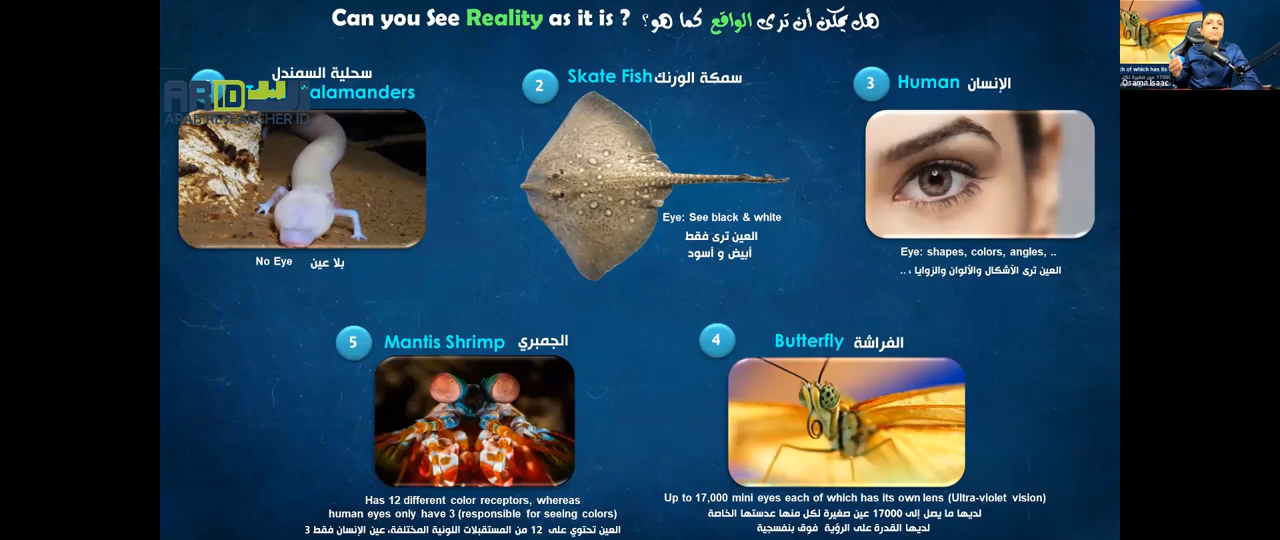 Can you See Reality as it is ? هل يمكن أن ترى الواقع كما هو؟
سحلية السمندل
alamanders
ARID
ARAB RESEARCHER ID
No Eye بلا عين
2
Skate Fish سمكة الورنك
Eye: See black & white
العين ترى فقط
أبيض و أسود
3
Human الإنسان
Eye: shapes, colors, angles, ..
العين ترى الأشكال والألوان والزوايا ، ..
5
Mantis Shrimp الجمبري
Has 12 different color receptors, whereas
human eyes only have 3 (responsible for seeing colors)
العين تحتوي على 12 من المستقبلات اللونية المختلفة، عين الإنسان فقط 3
4
Butterfly الفراشة
Up to 17,000 mini eyes each of which has its own lens (Ultra-violet vision)
لديها ما يصل إلى 17000 عين صغيرة لكل منها عدستها الخاصة
لديها القدرة على الرؤية فوق بنفسجية
Osama Isaac